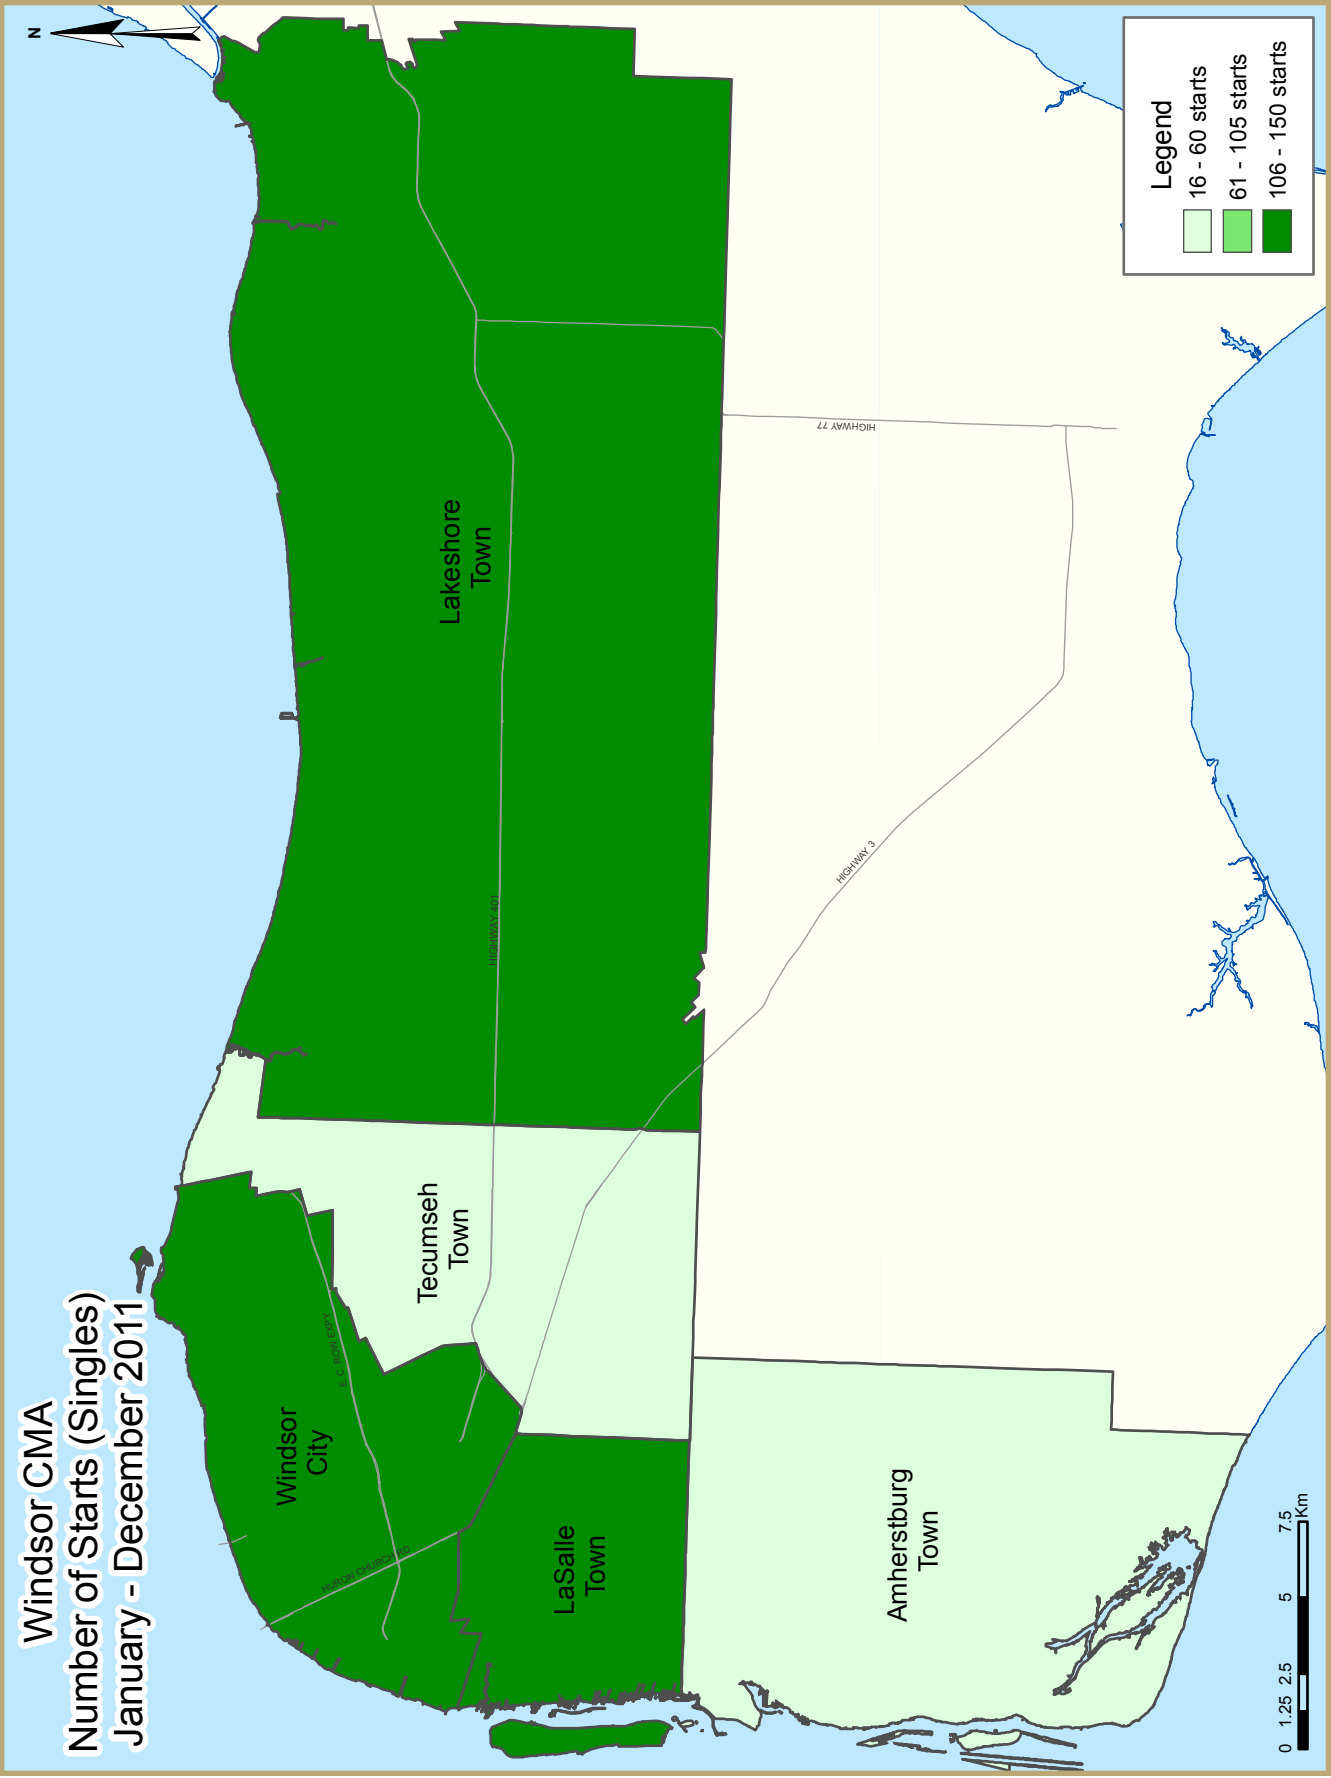 Windsor CMA
Number of Starts (Singles)
January - December 2011
N
Windsor
City
E. C. ROW EXPY
HURON CHURCH RD
LaSalle
Town
Tecumseh
Town
Lakeshore
Town
HIGHWAY 401
HIGHWAY 3
HIGHWAY 77
Amherstburg
Town
Legend
16 - 60 starts
61 - 105 starts
106 - 150 starts
0 1.25 2.5 5 7.5
Km